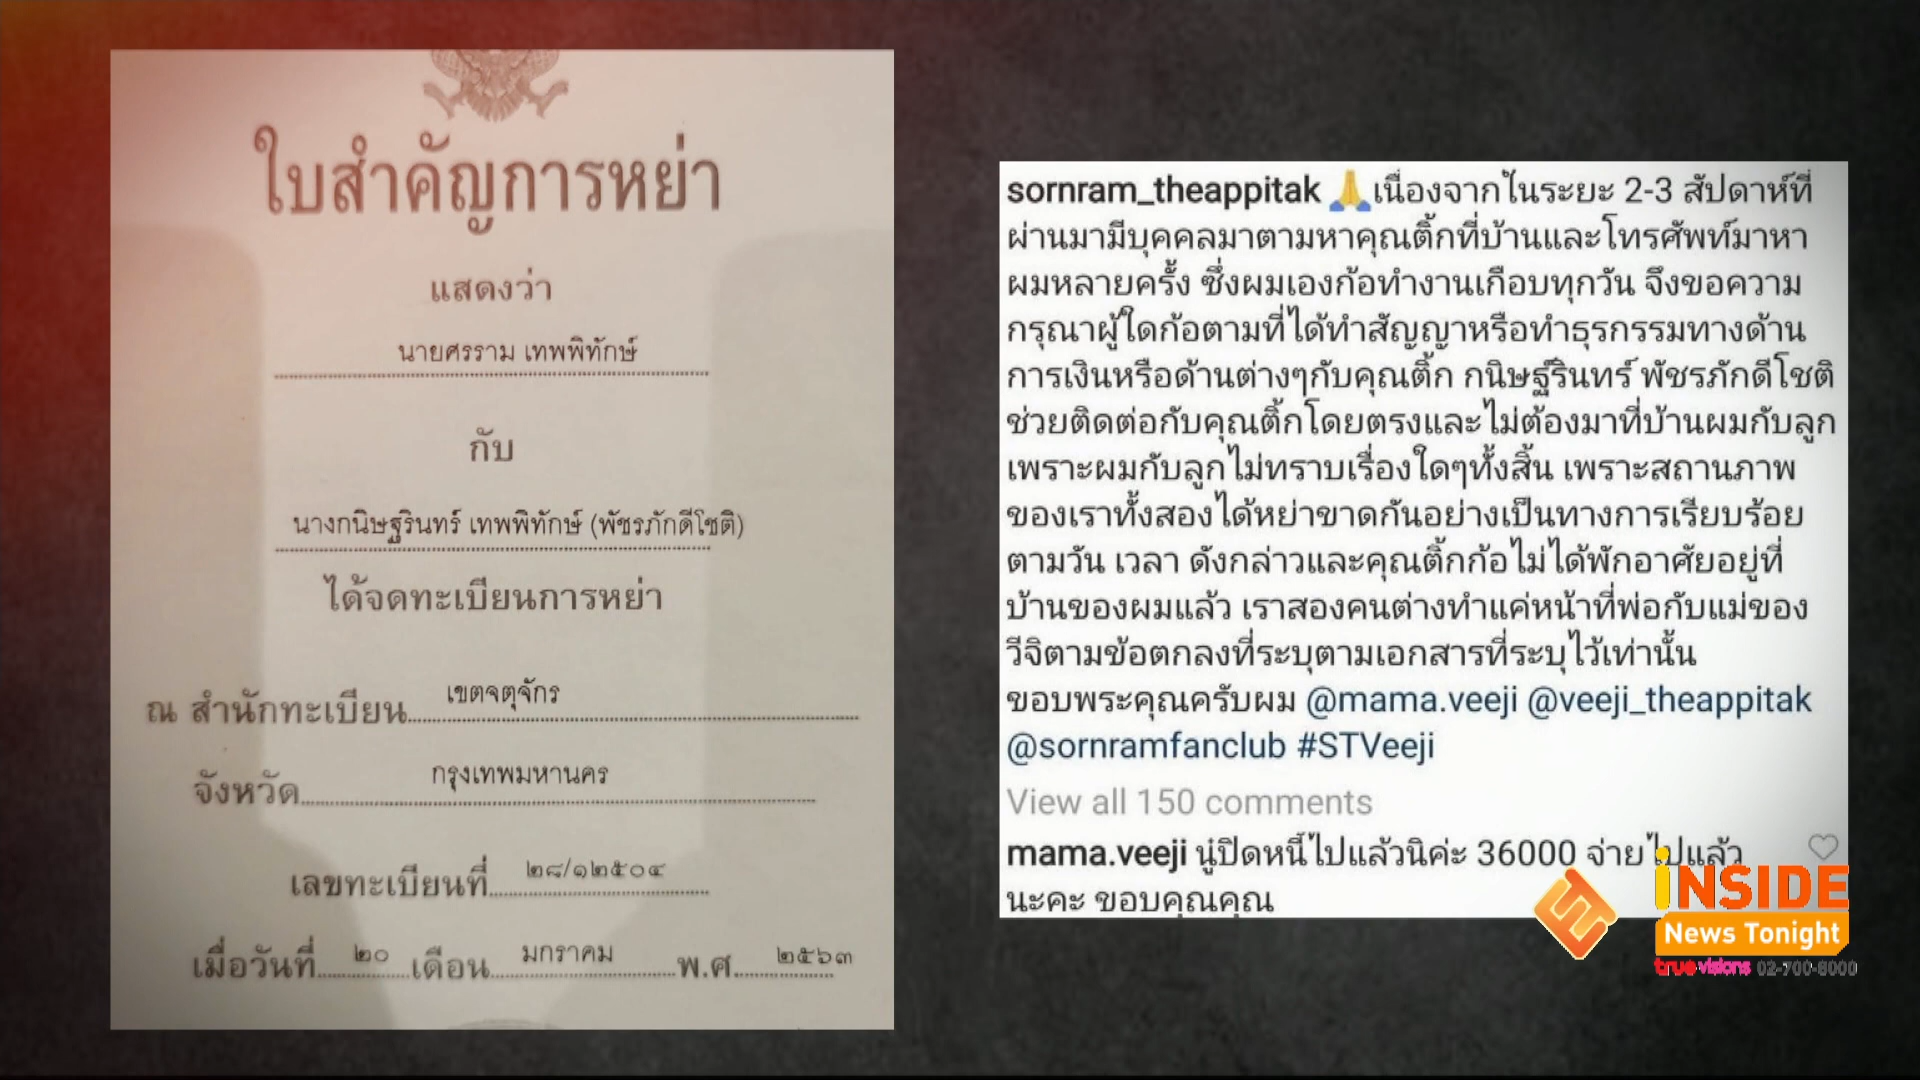 ใบสำคัญการหย่า
แสดงว่า
นายศรราม เทพพิทักษ์
กับ
นางกนิษฐรินทร์ เทพพิทักษ์ (พัชรภักดีโชติ)
ได้จดทะเบียนการหย่า
ณ สำนักทะเบียน เขตจตุจักร
จังหวัด กรุงเทพมหานคร
เลขทะเบียนที่ ๒๘/๑๒๕๐๔
เมื่อวันที่ ๒๐ เดือน มกราคม พ.ศ. ๒๕๖๓
sornram_theappitak 🙏เนื่องจากในระยะ 2-3 สัปดาห์ที่
ผ่านมามีบุคคลมาตามหาคุณติ้กที่บ้านและโทรศัพท์มาหา
ผมหลายครั้ง ซึ่งผมเองก้อทำงานเกือบทุกวัน จึงขอความ
กรุณาผู้ใดก้อตามที่ได้ทำสัญญาหรือทำธุรกรรมทางด้าน
การเงินหรือด้านต่างๆกับคุณติ้ก กนิษฐ์รินทร์ พัชรภักดีโชติ
ช่วยติดต่อกับคุณติ้กโดยตรงและไม่ต้องมาที่บ้านผมกับลูก
เพราะผมกับลูกไม่ทราบเรื่องใดๆทั้งสิ้น เพราะสถานภาพ
ของเราทั้งสองได้หย่าขาดกันอย่างเป็นทางการเรียบร้อย
ตามวัน เวลา ดังกล่าวและคุณติ้กก้อไม่ได้พักอาศัยอยู่ที่
บ้านของผมแล้ว เราสองคนต่างทำแค่หน้าที่พ่อกับแม่ของ
วีจิตามข้อตกลงที่ระบุตามเอกสารที่ระบุไว้เท่านั้น
ขอบพระคุณครับผม @mama.veeji @veeji_theappitak
@sornramfanclub #STVeeji
View all 150 comments
mama.veeji นู๋ปิดหนี้ไปแล้วนิค่ะ 36000 จ่ายไปแล้ว
นะคะ ขอบคุณคุณ
iNSIDE
News Tonight
truevisions 02-700-8000